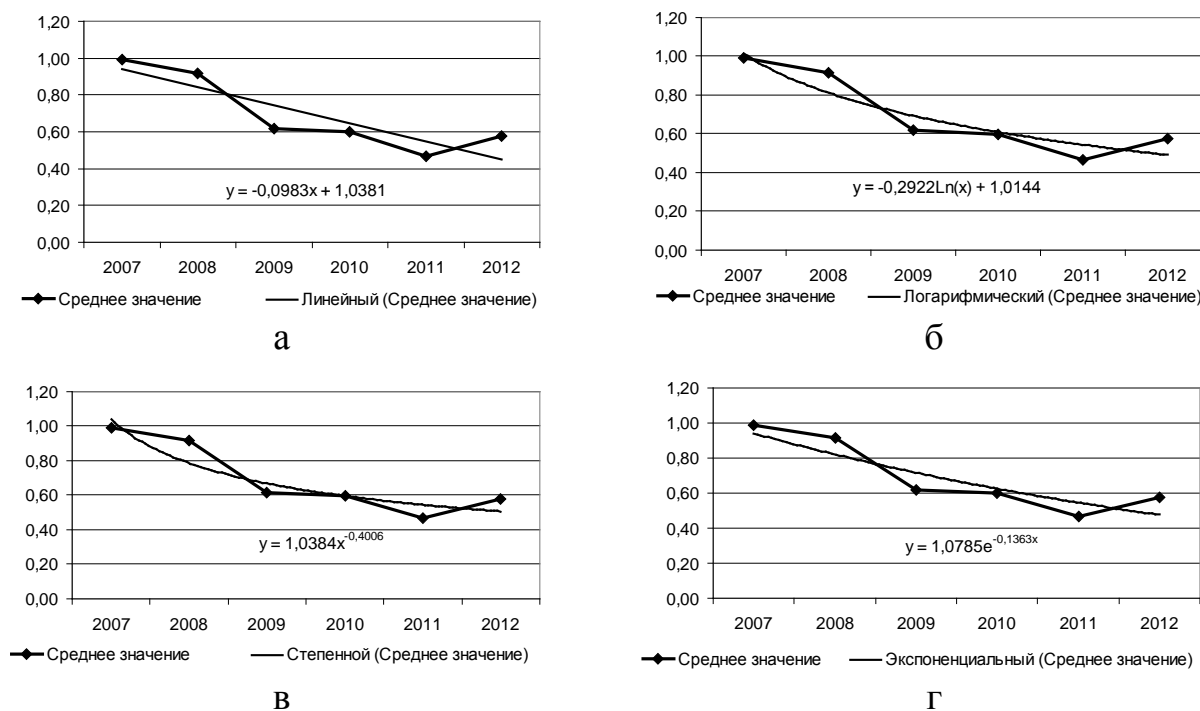 1,20
1,00
0,80
0,60
0,40
0,20
0,00
y = -0,0983x + 1,0381
2007 2008 2009 2010 2011 2012
Среднее значение Линейный (Среднее значение)
а
1,20
1,00
0,80
0,60
0,40
0,20
0,00
y = -0,2922Ln(x) + 1,0144
2007 2008 2009 2010 2011 2012
Среднее значение Логарифмический (Среднее значение)
б
1,20
1,00
0,80
0,60
0,40
0,20
0,00
y = 1,0384x-0,4006
2007 2008 2009 2010 2011 2012
Среднее значение Степенной (Среднее значение)
в
1,20
1,00
0,80
0,60
0,40
0,20
0,00
y = 1,0785e-0,1363x
2007 2008 2009 2010 2011 2012
Среднее значение Экспоненциальный (Среднее значение)
г